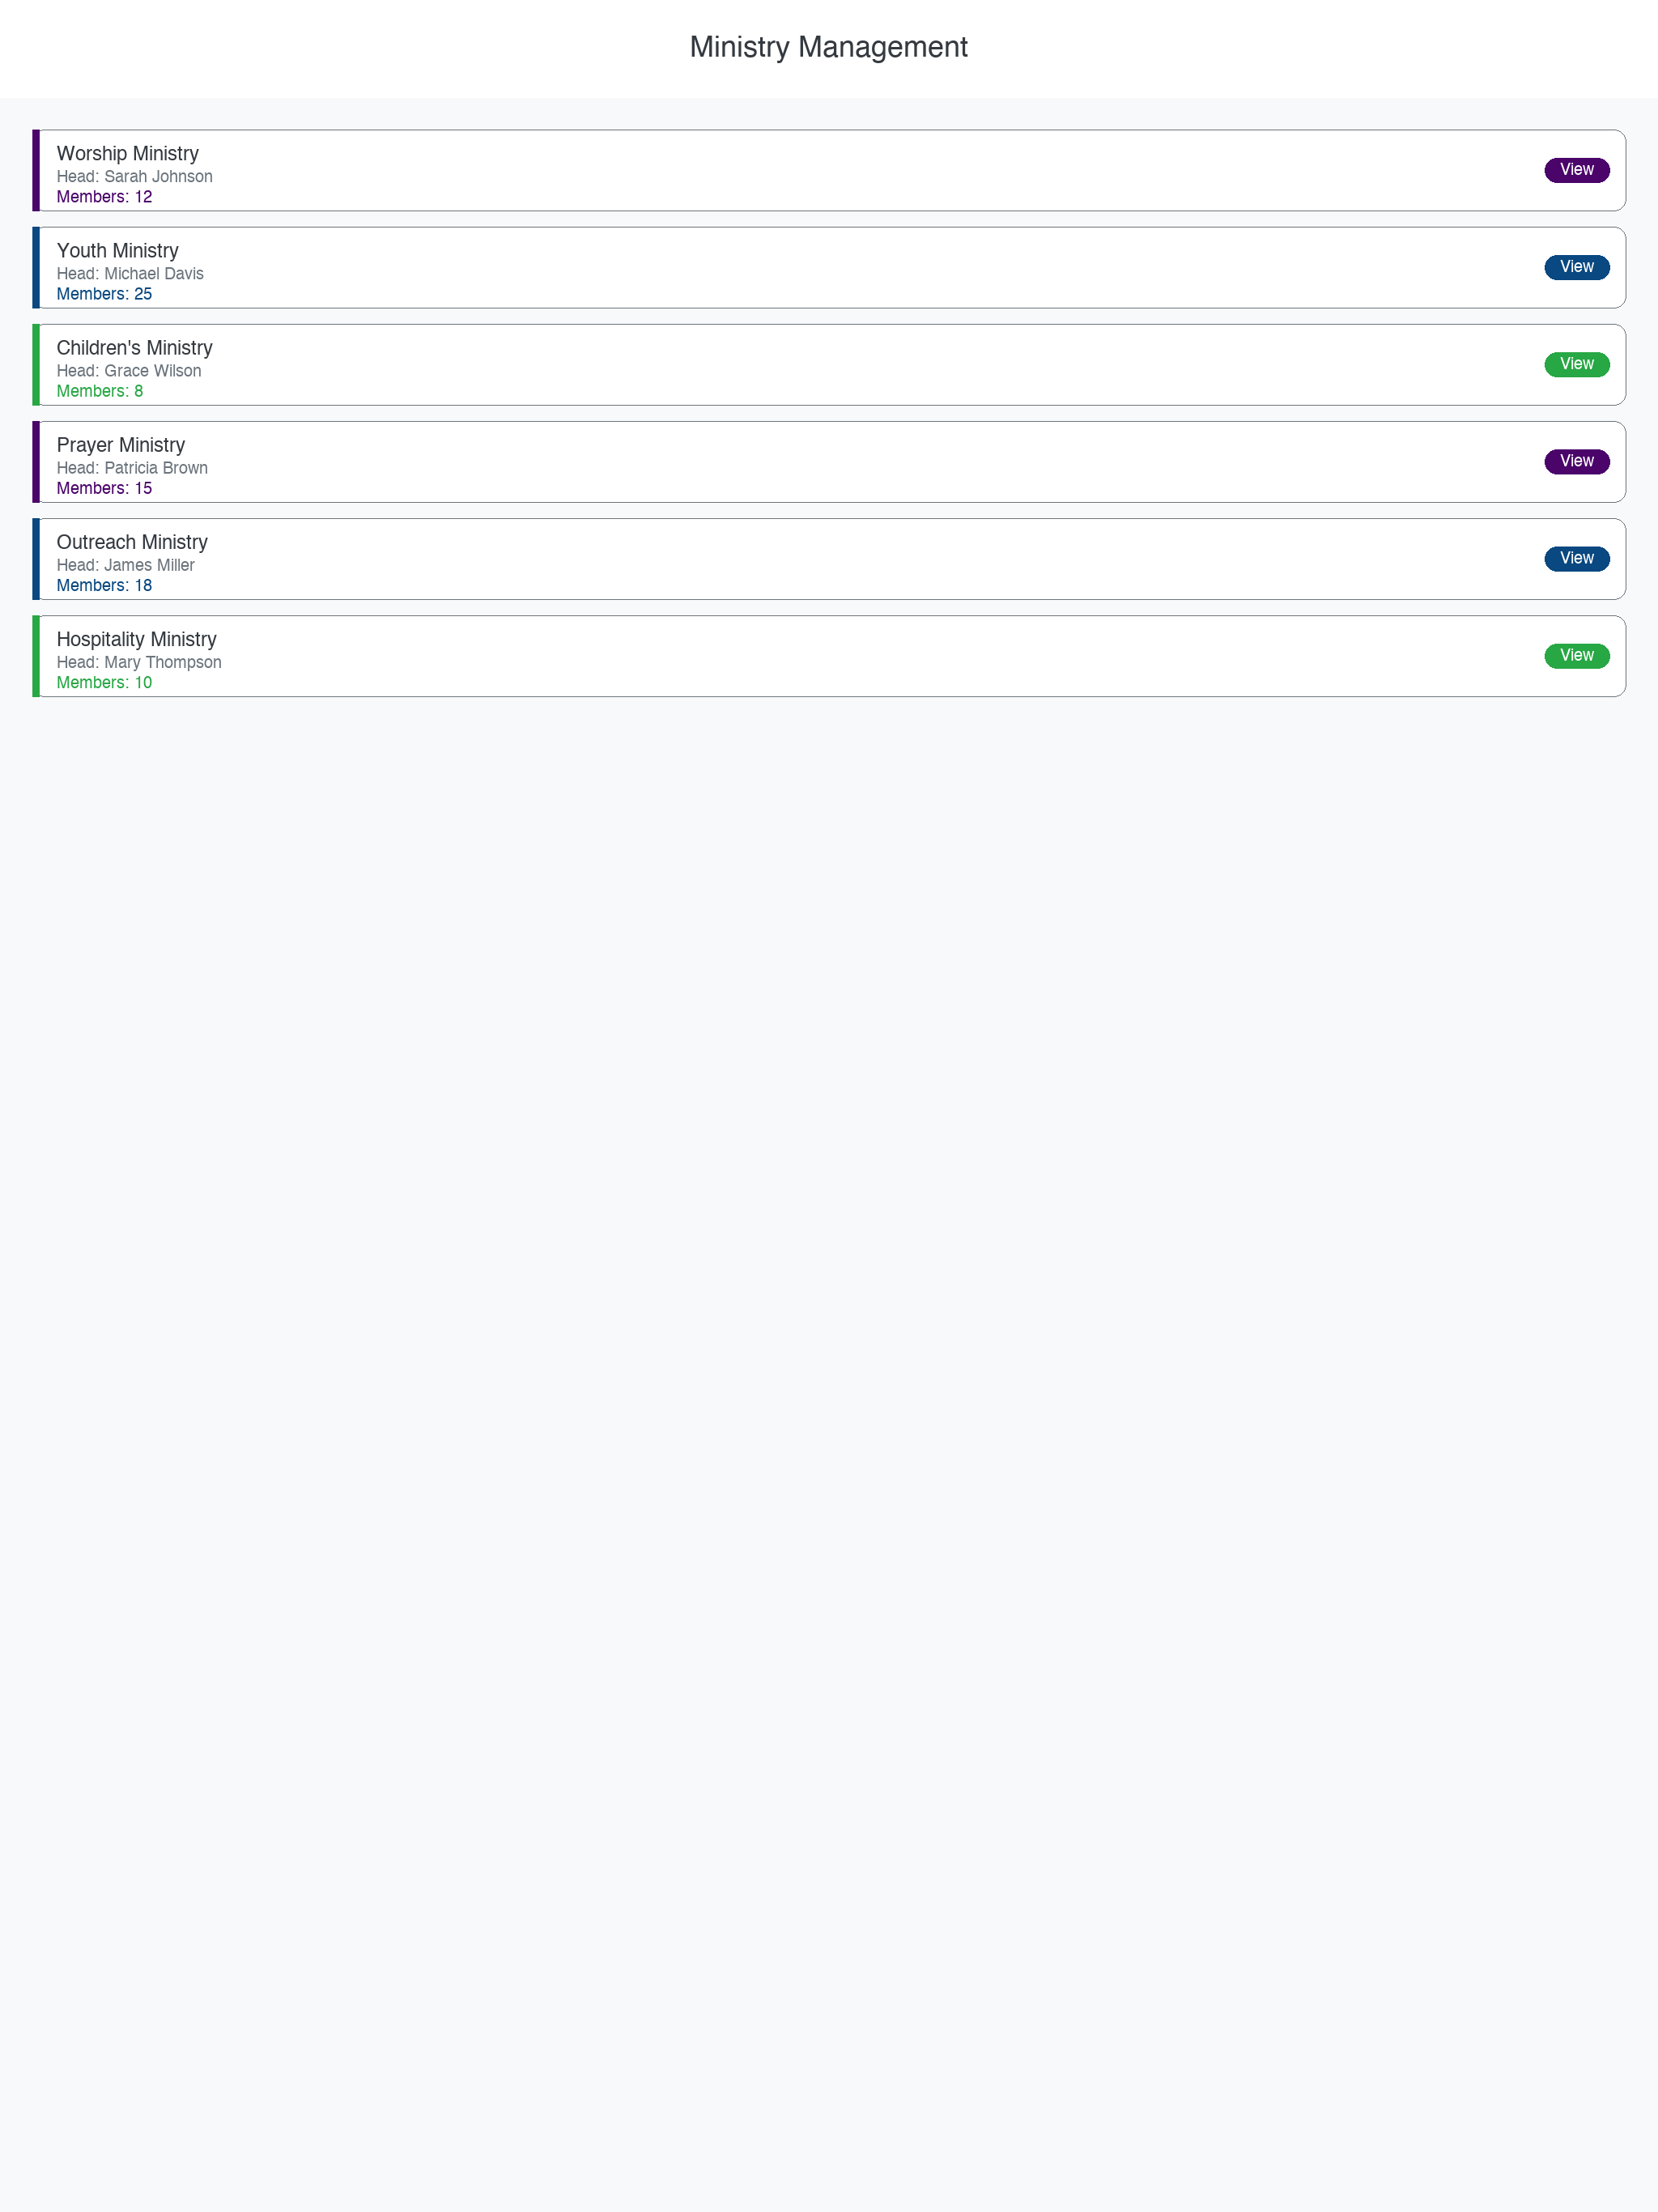 Ministry Management
Worship Ministry
Head: Sarah Johnson
Members: 12
View
Youth Ministry
Head: Michael Davis
Members: 25
View
Children's Ministry
Head: Grace Wilson
Members: 8
View
Prayer Ministry
Head: Patricia Brown
Members: 15
View
Outreach Ministry
Head: James Miller
Members: 18
View
Hospitality Ministry
Head: Mary Thompson
Members: 10
View